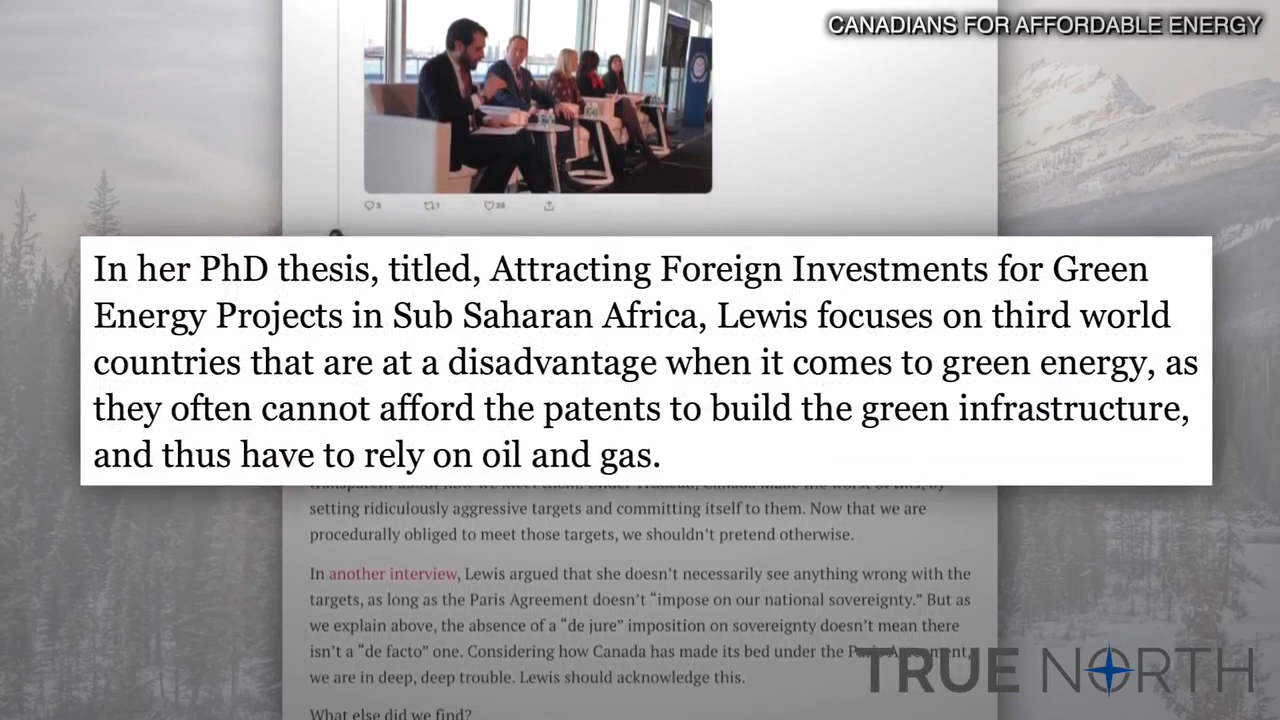 CANADIANS FOR AFFORDABLE ENERGY
3
1
28
In her PhD thesis, titled, Attracting Foreign Investments for Green
Energy Projects in Sub Saharan Africa, Lewis focuses on third world
countries that are at a disadvantage when it comes to green energy, as
they often cannot afford the patents to build the green infrastructure,
and thus have to rely on oil and gas.
setting ridiculously aggressive targets and committing itself to them. Now that we are
procedurally obliged to meet those targets, we shouldn't pretend otherwise.
In another interview, Lewis argued that she doesn't necessarily see anything wrong with the
targets, as long as the Paris Agreement doesn't “impose on our national sovereignty.” But as
we explain above, the absence of a “de jure” imposition on sovereignty doesn't mean there
isn't a “de facto” one. Considering how Canada has made its bed under the Paris Agreement,
we are in deep, deep trouble. Lewis should acknowledge this.
TRUE NORTH
What else did we find?